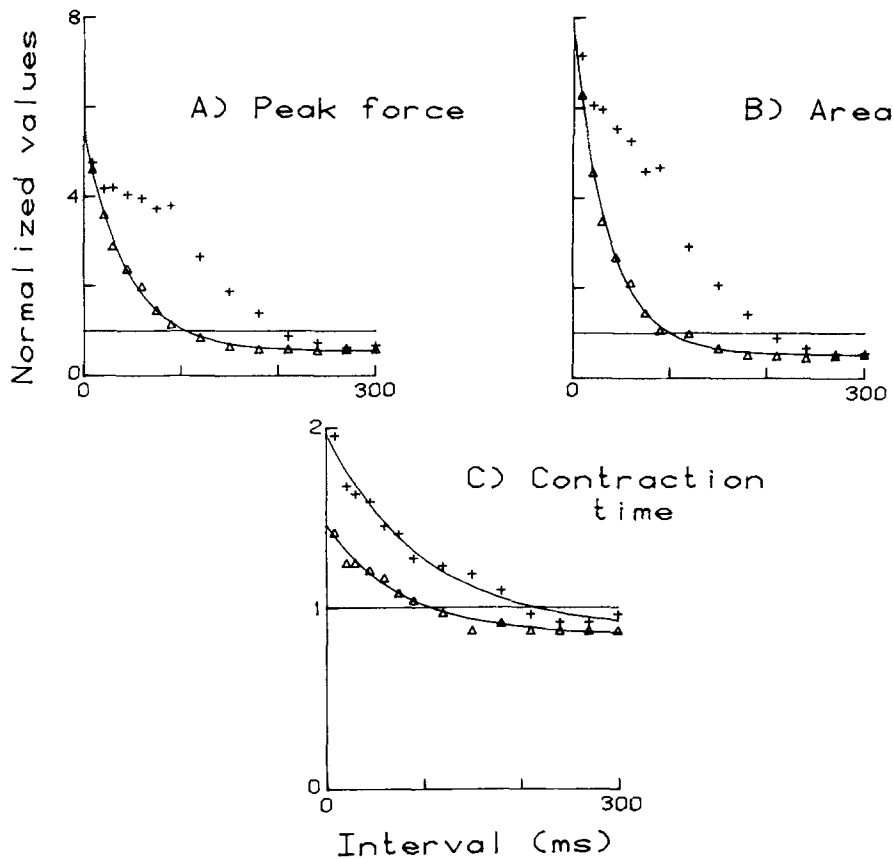 8
A) Peak force
B) Area
Normalized values
4
0
0
300
0
300
2
C) Contraction
time
1
0
0
300
Interval (ms)